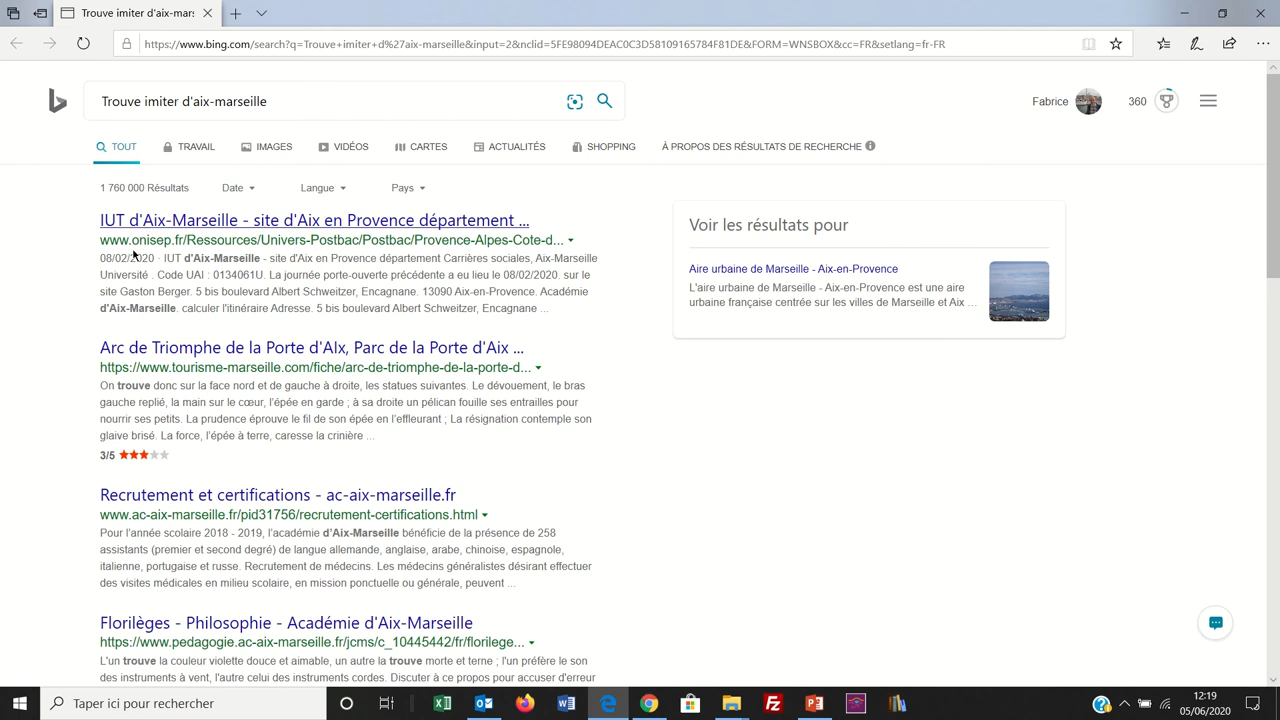 Trouve imiter d'aix-mars
https://www.bing.com/search?q=Trouve+imiter+d%27aix-marseille&input=2&nclid=5FE98094DEAC0C3D58109165784F81DE&FORM=WNSBOX&cc=FR&setlang=fr-FR
Trouve imiter d'aix-marseille
Fabrice
360
TOUT
TRAVAIL
IMAGES
VIDÉOS
CARTES
ACTUALITÉS
SHOPPING
À PROPOS DES RÉSULTATS DE RECHERCHE
1 760 000 Résultats
Date
Langue
Pays
IUT d'Aix-Marseille - site d'Aix en Provence département ...
www.onisep.fr/Ressources/Univers-Postbac/Postbac/Provence-Alpes-Cote-d...
08/02/2020 · IUT d'Aix-Marseille - site d'Aix en Provence département Carrières sociales, Aix-Marseille
Université . Code UAI : 0134061U. La journée porte-ouverte précédente a eu lieu le 08/02/2020. sur le
site Gaston Berger. 5 bis boulevard Albert Schweitzer, Encagnane. 13090 Aix-en-Provence. Académie
d'Aix-Marseille. calculer l'itinéraire Adresse. 5 bis boulevard Albert Schweitzer, Encagnane ...
Voir les résultats pour
Aire urbaine de Marseille - Aix-en-Provence
L'aire urbaine de Marseille - Aix-en-Provence est une aire
urbaine française centrée sur les villes de Marseille et Aix ...
Arc de Triomphe de la Porte d'AIx, Parc de la Porte d'Aix ...
https://www.tourisme-marseille.com/fiche/arc-de-triomphe-de-la-porte-d...
On trouve donc sur la face nord et de gauche à droite, les statues suivantes. Le dévouement, le bras
gauche replié, la main sur le cœur, l'épée en garde ; à sa droite un pélican fouille ses entrailles pour
nourrir ses petits. La prudence éprouve le fil de son épée en l'effleurant ; La résignation contemple son
glaive brisé. La force, l'épée à terre, caresse la crinière ...
3/5
Recrutement et certifications - ac-aix-marseille.fr
www.ac-aix-marseille.fr/pid31756/recrutement-certifications.html
Pour l'année scolaire 2018 - 2019, l'académie d'Aix-Marseille bénéficie de la présence de 258
assistants (premier et second degré) de langue allemande, anglaise, arabe, chinoise, espagnole,
italienne, portugaise et russe. Recrutement de médecins. Les médecins généralistes désirant effectuer
des visites médicales en milieu scolaire, en mission ponctuelle ou générale, peuvent ...
Florilèges - Philosophie - Académie d'Aix-Marseille
https://www.pedagogie.ac-aix-marseille.fr/jcms/c_10445442/fr/florilege...
L'un trouve la couleur violette douce et aimable, un autre la trouve morte et terne ; l'un préfère le son
des instruments à vent, l'autre celui des instruments cordes. Discuter à ce propos pour accuser d'erreur
Taper ici pour rechercher
12:19
05/06/2020